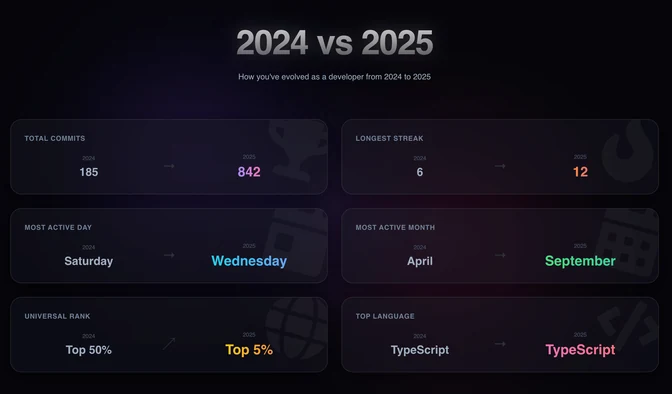 2024 vs 2025
How you've evolved as a developer from 2024 to 2025
TOTAL COMMITS
2024
185
→
2025
842
LONGEST STREAK
2024
6
→
2025
12
MOST ACTIVE DAY
2024
Saturday
→
2025
Wednesday
MOST ACTIVE MONTH
2024
April
→
2025
September
UNIVERSAL RANK
2024
Top 50%
↗
2025
Top 5%
TOP LANGUAGE
2024
TypeScript
→
2025
TypeScript